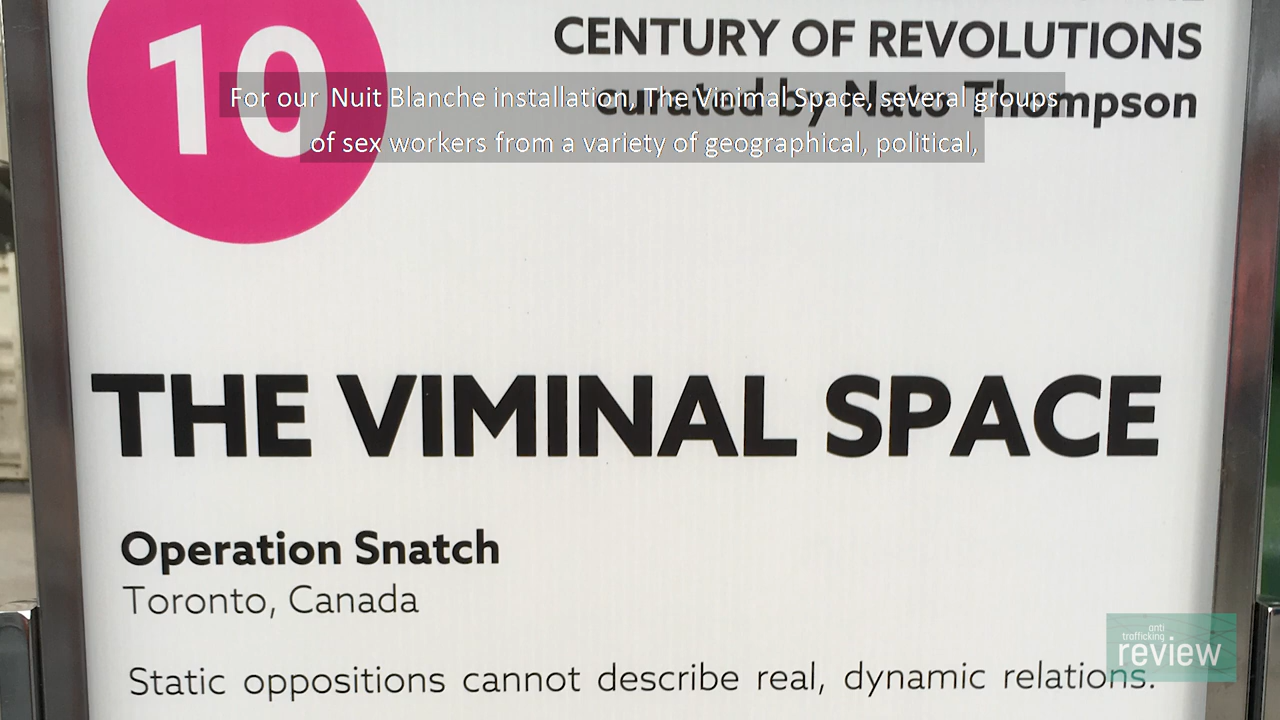 10
CENTURY OF REVOLUTIONS
curated by Nato Thompson
For our Nuit Blanche installation, The Vinimal Space, several groups
of sex workers from a variety of geographical, political,
THE VIMINAL SPACE
Operation Snatch
Toronto, Canada
Static oppositions cannot describe real, dynamic relations.
anti
trafficking
review